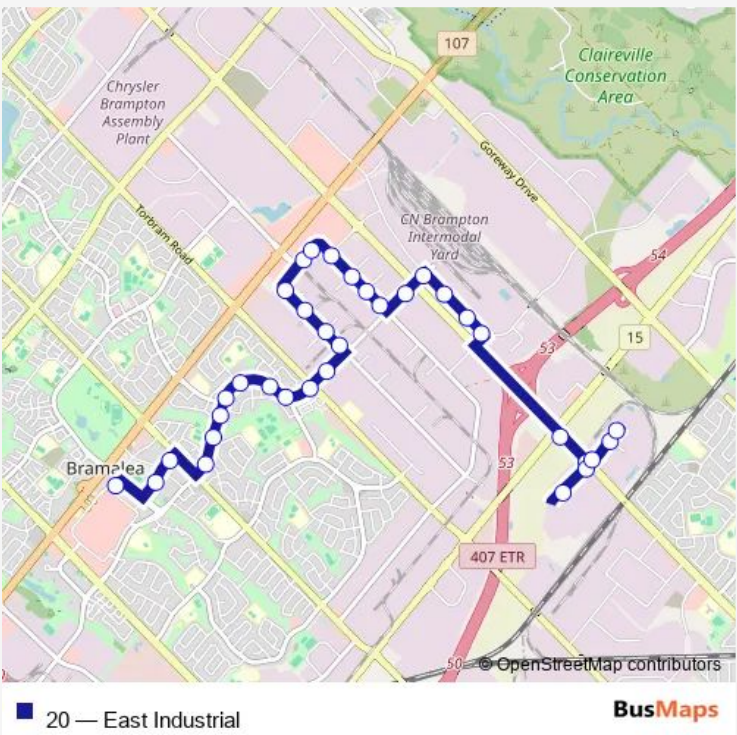 107
Claireville
Conservation
Area
Chrysler
Brampton
Assembly
Plant
Goreway Drive
Torbram Road
CN Brampton
Intermodal
Yard
54
15
53
Bramalea
53
407 ETR
50
© OpenStreetMap contributors
20 — East Industrial
BusMaps